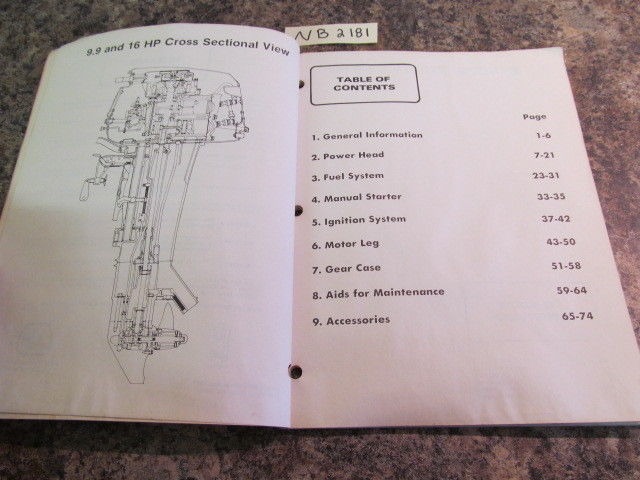 NB 2181
9.9 and 16 HP Cross Sectional View
TABLE OF
CONTENTS
Page
1. General Information 1-6
2. Power Head 7-21
3. Fuel System 23-31
4. Manual Starter 33-35
5. Ignition System 37-42
6. Motor Leg 43-50
7. Gear Case 51-58
8. Aids for Maintenance 59-64
9. Accessories 65-74